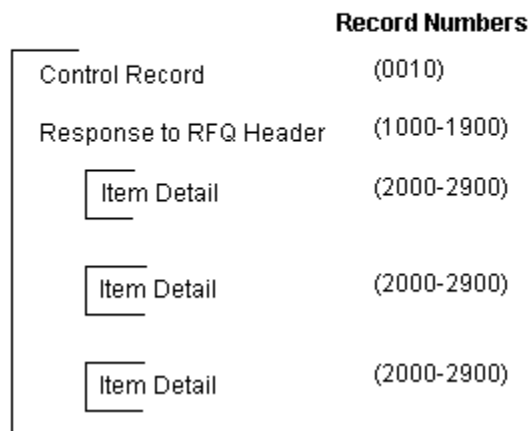 Record Numbers
Control Record (0010)
Response to RFQ Header (1000-1900)
Item Detail (2000-2900)
Item Detail (2000-2900)
Item Detail (2000-2900)